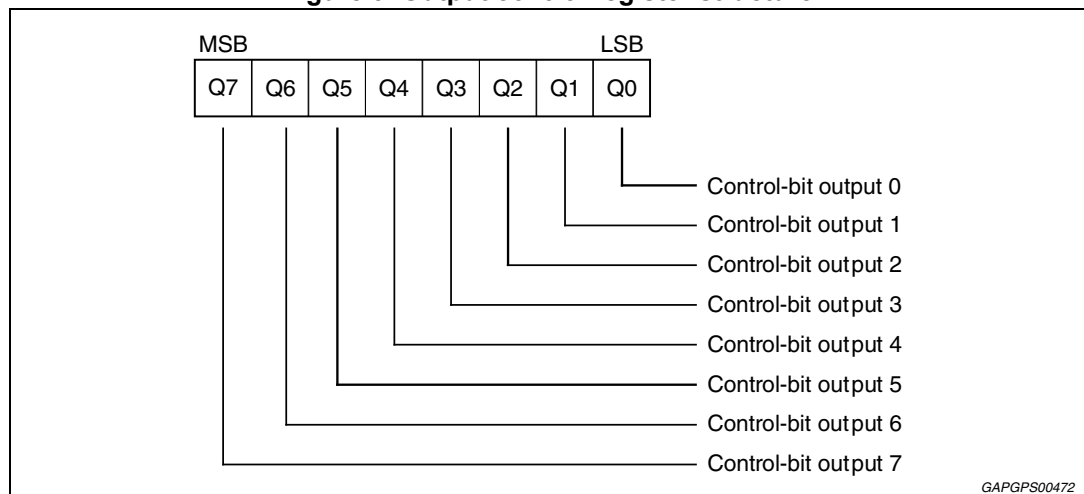 MSB LSB
Q7 Q6 Q5 Q4 Q3 Q2 Q1 Q0
Control-bit output 0
Control-bit output 1
Control-bit output 2
Control-bit output 3
Control-bit output 4
Control-bit output 5
Control-bit output 6
Control-bit output 7
GAPGPS00472